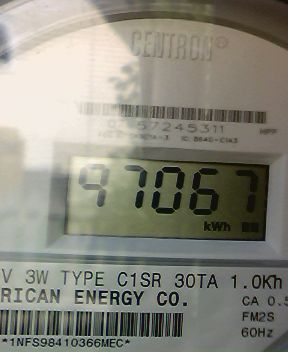 CENTRON®
57245311
HPP
97067
kWh
V 3W TYPE C1SR 30TA 1.0Kh
RICAN ENERGY CO.
CA 0.5
FM2S
60Hz
*1NFS98410366MEC*